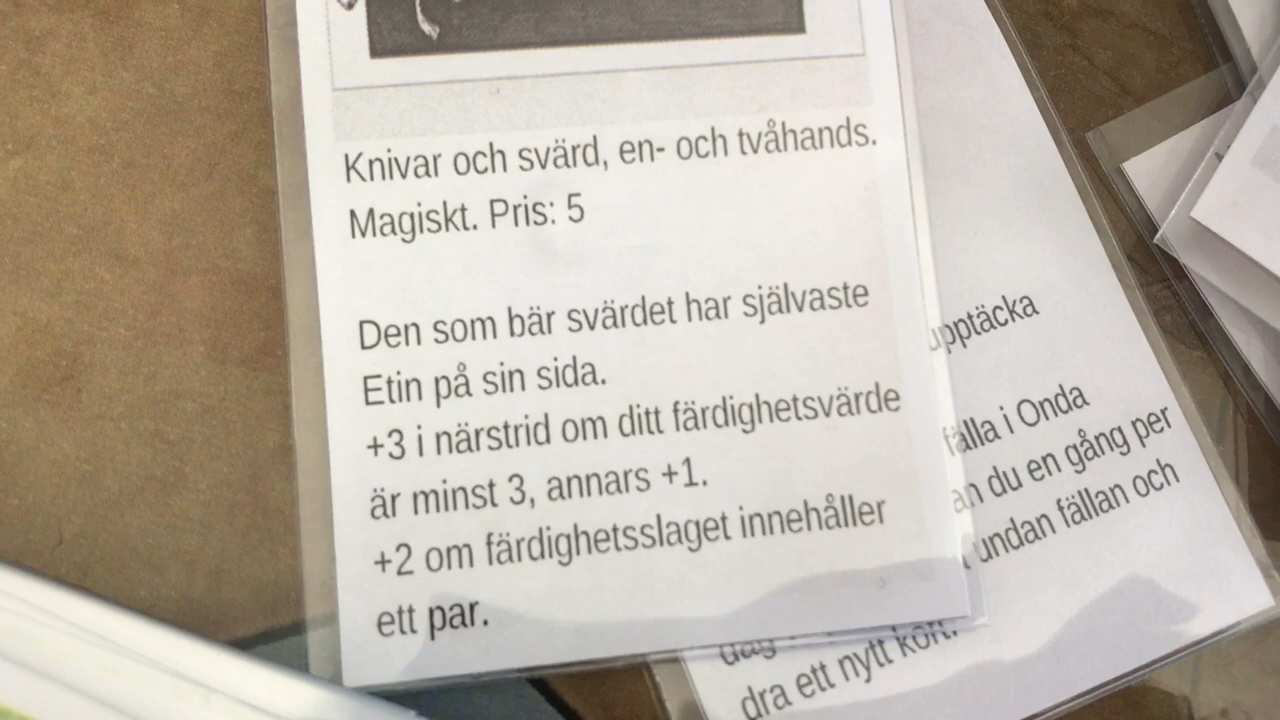 Knivar och svärd, en- och tvåhands.
Magiskt. Pris: 5
Den som bär svärdet har självaste
Etin på sin sida.
+3 i närstrid om ditt färdighetsvärde
är minst 3, annars +1.
+2 om färdighetsslaget innehåller
ett par.
upptäcka
fälla i Onda
du en gång per
undan fällan och
dra ett nytt kort.